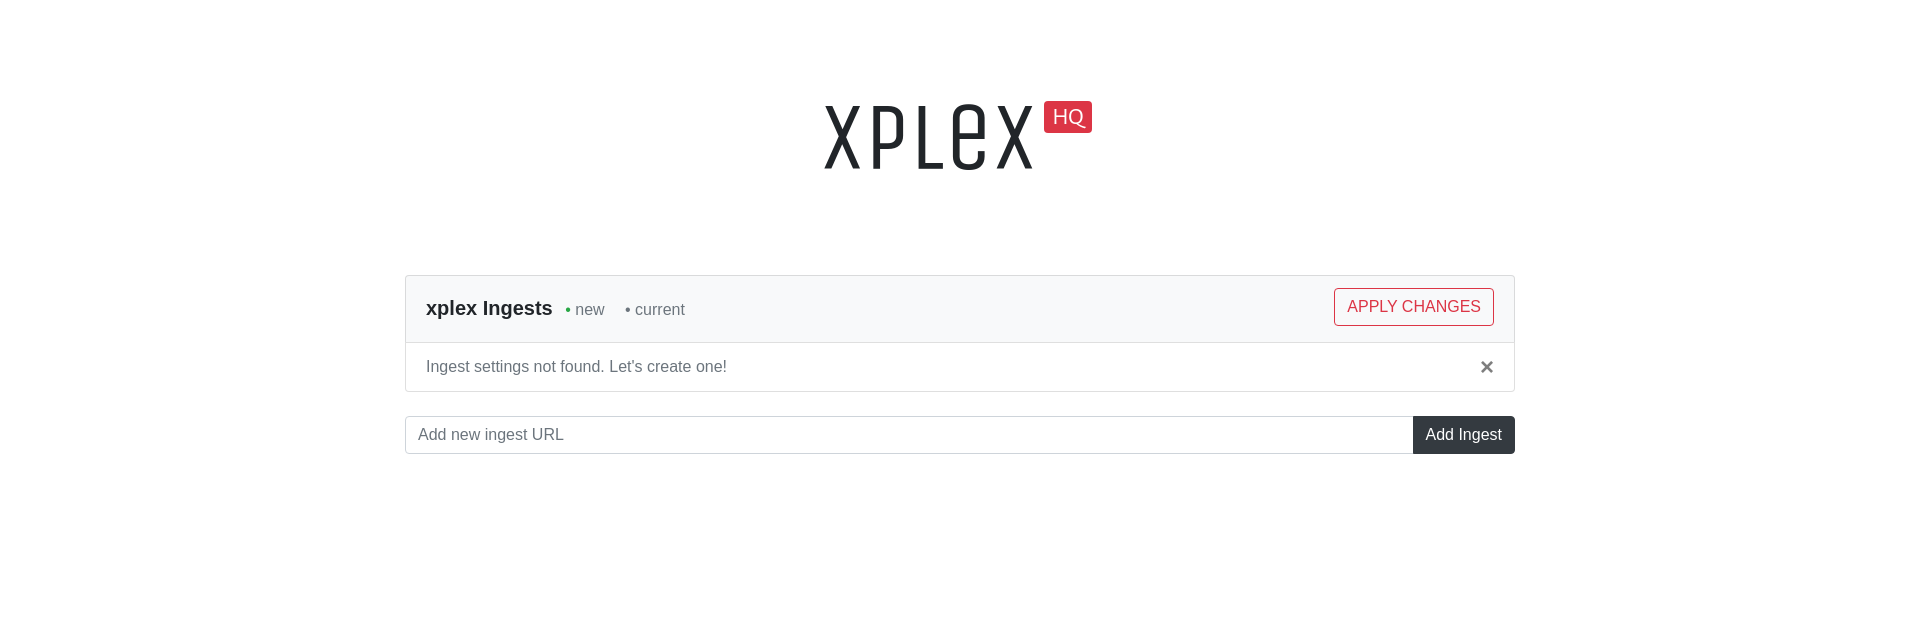 XPLeX HQ
xplex Ingests • new • current APPLY CHANGES
Ingest settings not found. Let's create one! ×
Add new ingest URL Add Ingest